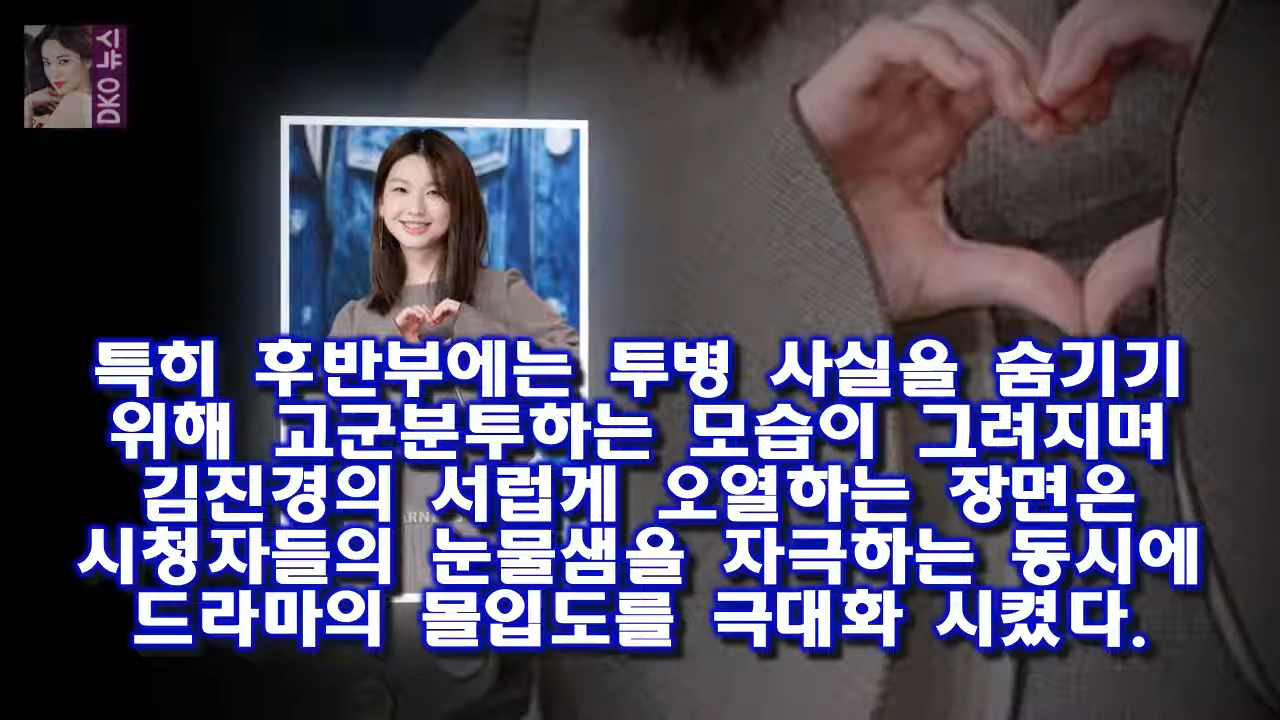 DKO 뉴스
특히 후반부에는 투병 사실을 숨기기
위해 고군분투하는 모습이 그려지며
김진경의 서럽게 오열하는 장면은
시청자들의 눈물샘을 자극하는 동시에
드라마의 몰입도를 극대화 시켰다.